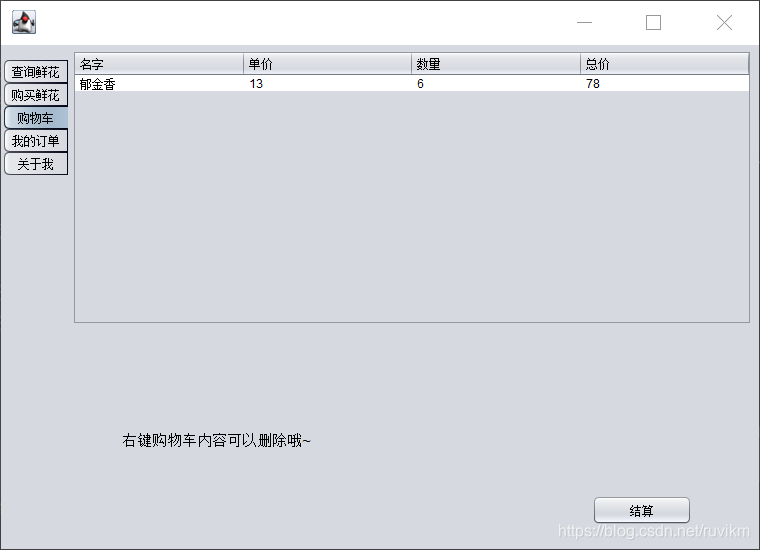 名字 单价 数量 总价
郁金香 13 6 78
查询鲜花
购买鲜花
购物车
我的订单
关于我
右键购物车内容可以删除哦~
结算
https://blog.csdn.net/ruvikm